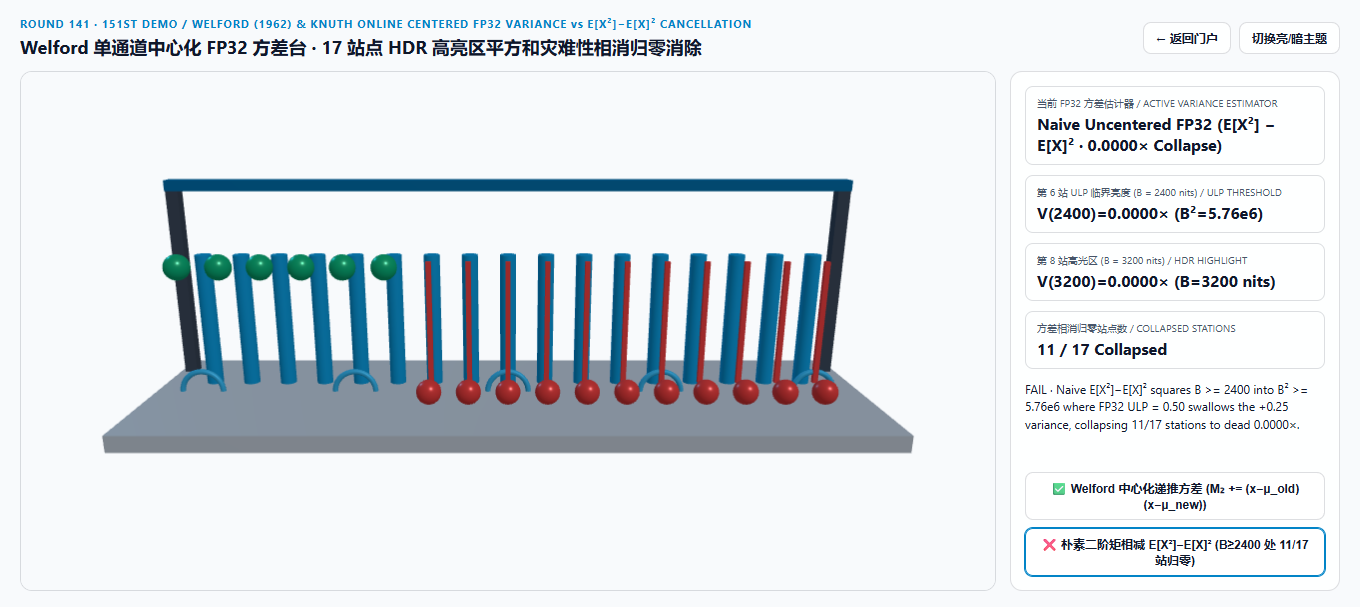 ROUND 141 · 151ST DEMO / WELFORD (1962) & KNUTH ONLINE CENTERED FP32 VARIANCE vs E[X²]−E[X]² CANCELLATION
Welford 单通道中心化 FP32 方差台 · 17 站点 HDR 高亮区平方和灾难性相消归零消除
← 返回门户
切换亮/暗主题
当前 FP32 方差估计器 / ACTIVE VARIANCE ESTIMATOR
Naive Uncentered FP32 (E[X²] −
E[X]² · 0.0000× Collapse)
第 6 站 ULP 临界亮度 (B = 2400 nits) / ULP THRESHOLD
V(2400)=0.0000× (B²=5.76e6)
第 8 站高光区 (B = 3200 nits) / HDR HIGHLIGHT
V(3200)=0.0000× (B=3200 nits)
方差相消归零站点数 / COLLAPSED STATIONS
11 / 17 Collapsed
FAIL · Naive E[X²]−E[X]² squares B >= 2400 into B² >=
5.76e6 where FP32 ULP = 0.50 swallows the +0.25
variance, collapsing 11/17 stations to dead 0.0000×.
✅ Welford 中心化递推方差 (M₂ += (x−μ_old)
(x−μ_new))
❌ 朴素二阶矩相减 E[X²]−E[X]² (B≥2400 处 11/17
站归零)